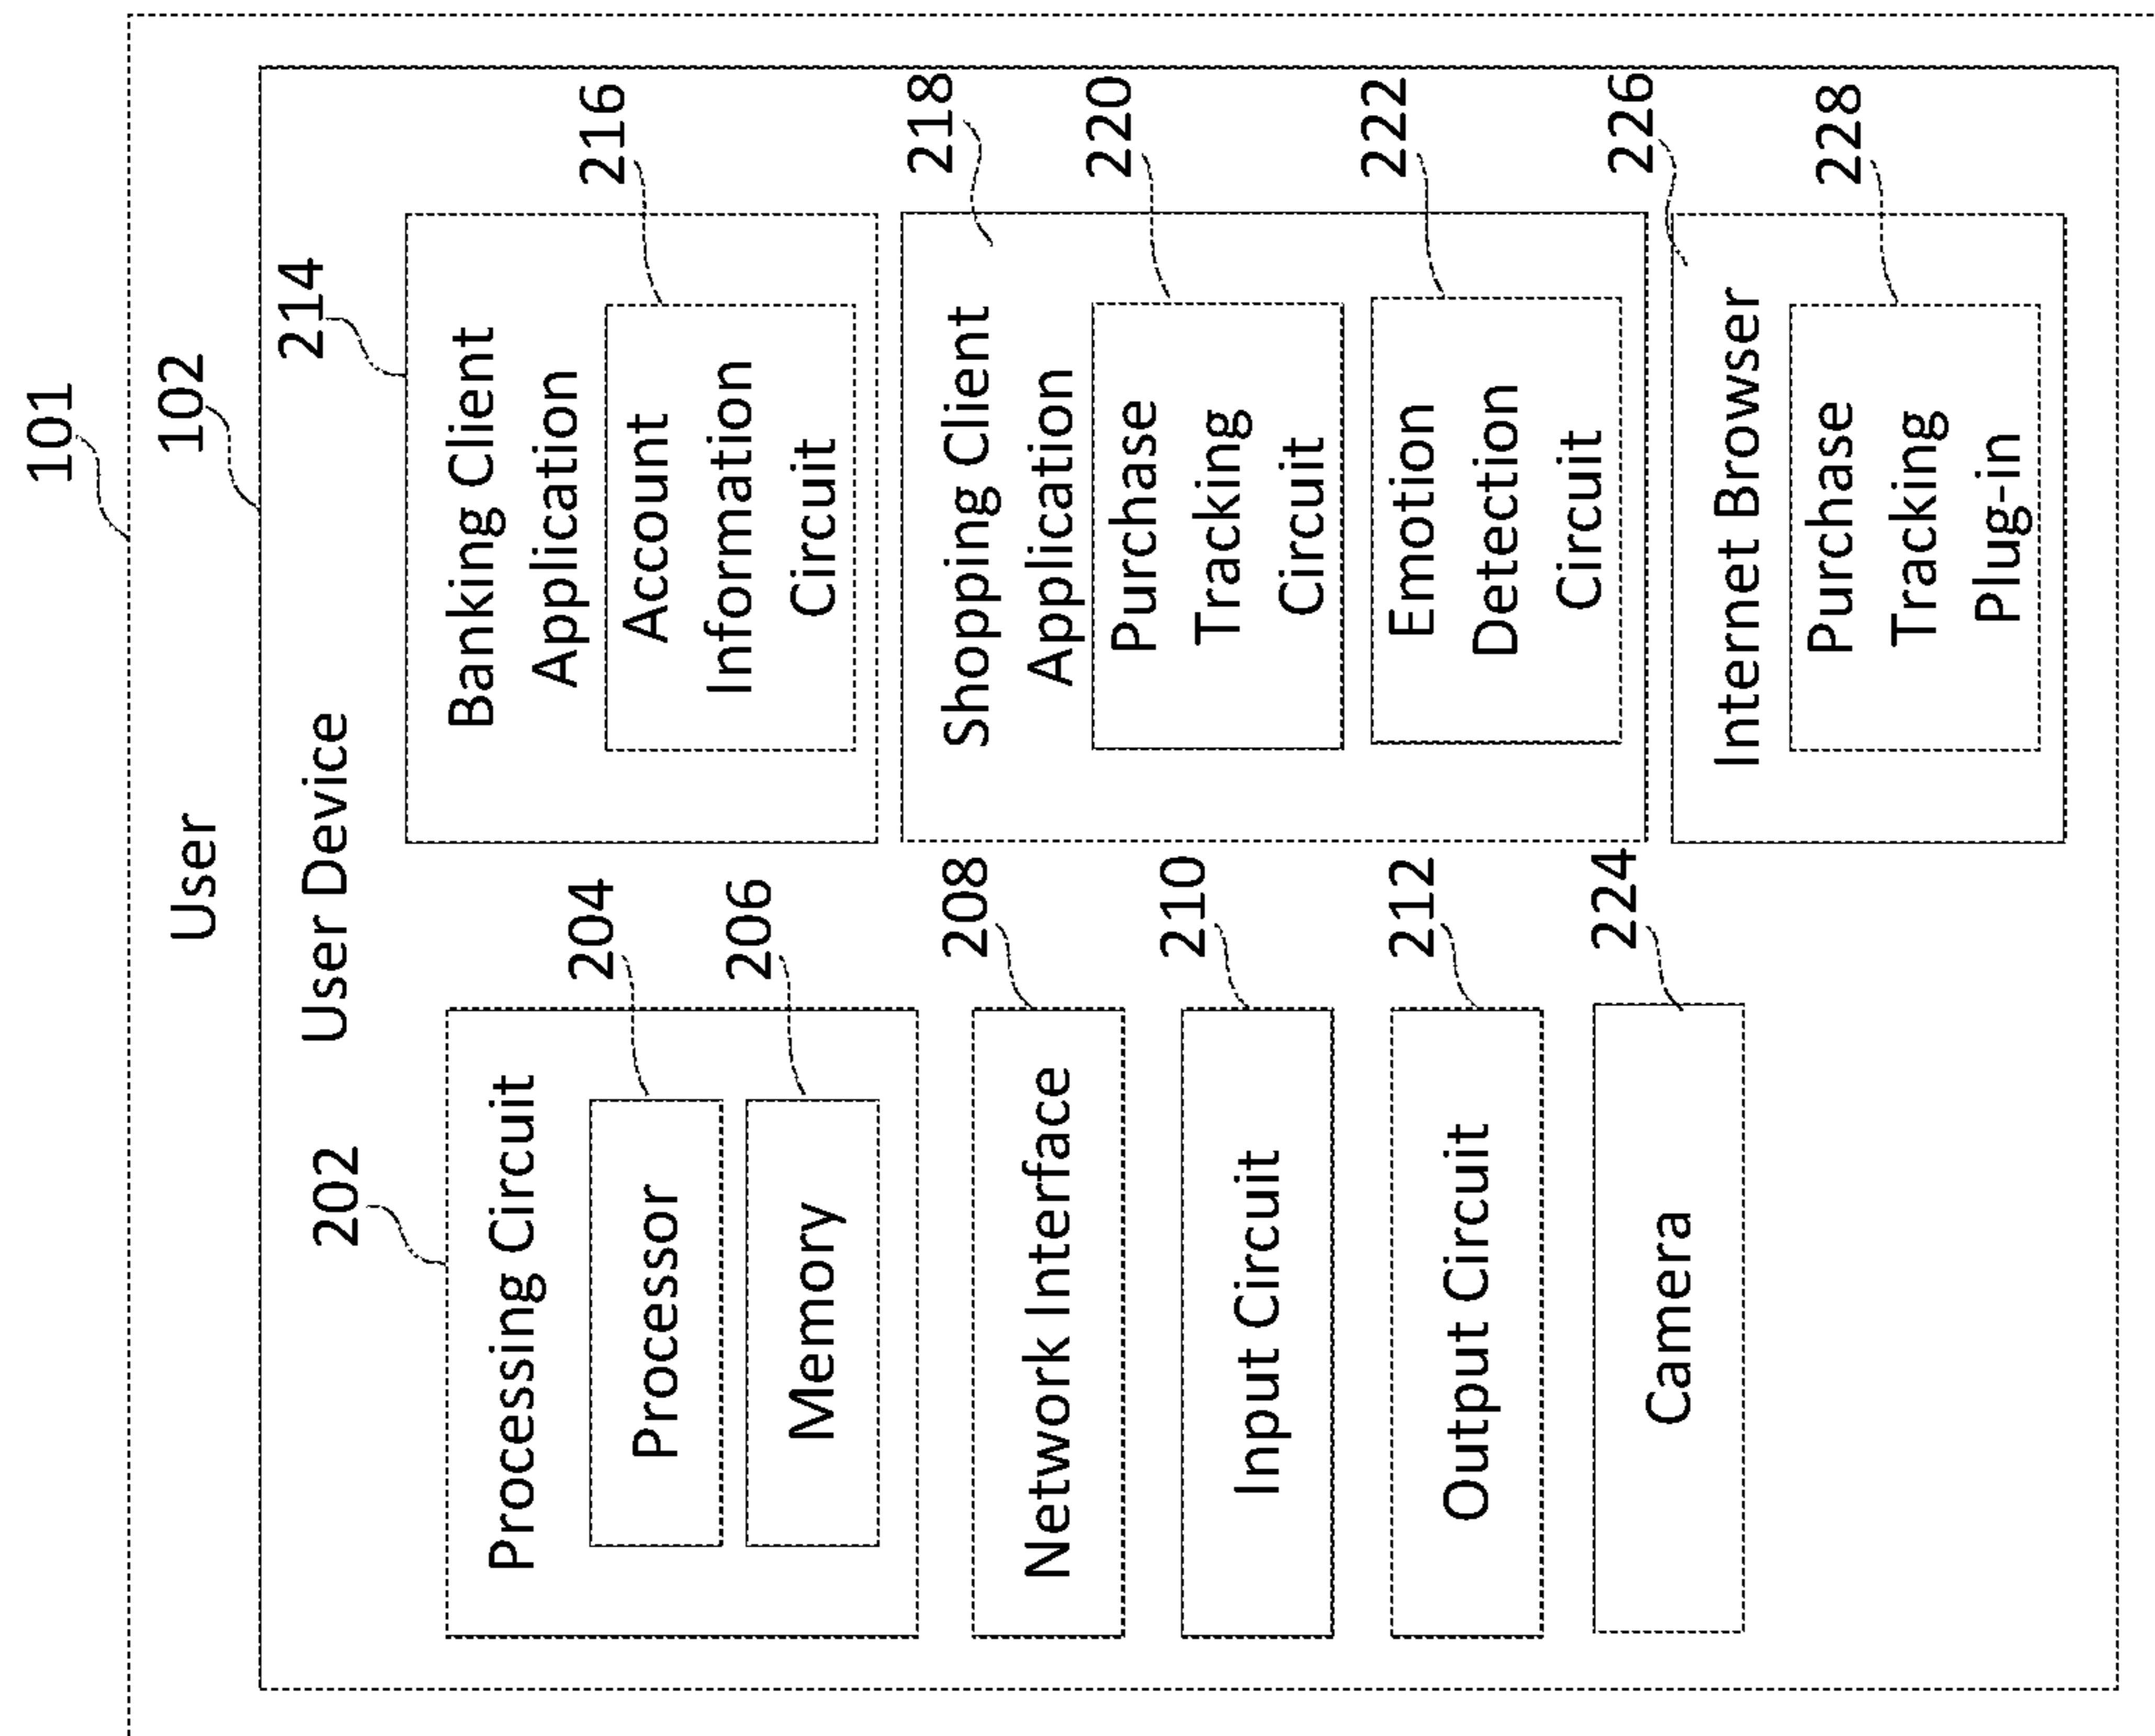 101
User
102
User Device
202
Processing Circuit
204
Processor
206
Memory
208
Network Interface
210
Input Circuit
212
Output Circuit
224
Camera
214
Banking Client
Application
216
Account
Information
Circuit
218
Shopping Client
Application
220
Purchase
Tracking
Circuit
222
Emotion
Detection
Circuit
226
Internet Browser
228
Purchase
Tracking
Plug-in